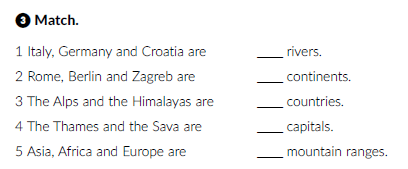 3 Match.
1 Italy, Germany and Croatia are ____ rivers.
2 Rome, Berlin and Zagreb are ____ continents.
3 The Alps and the Himalayas are ____ countries.
4 The Thames and the Sava are ____ capitals.
5 Asia, Africa and Europe are ____ mountain ranges.